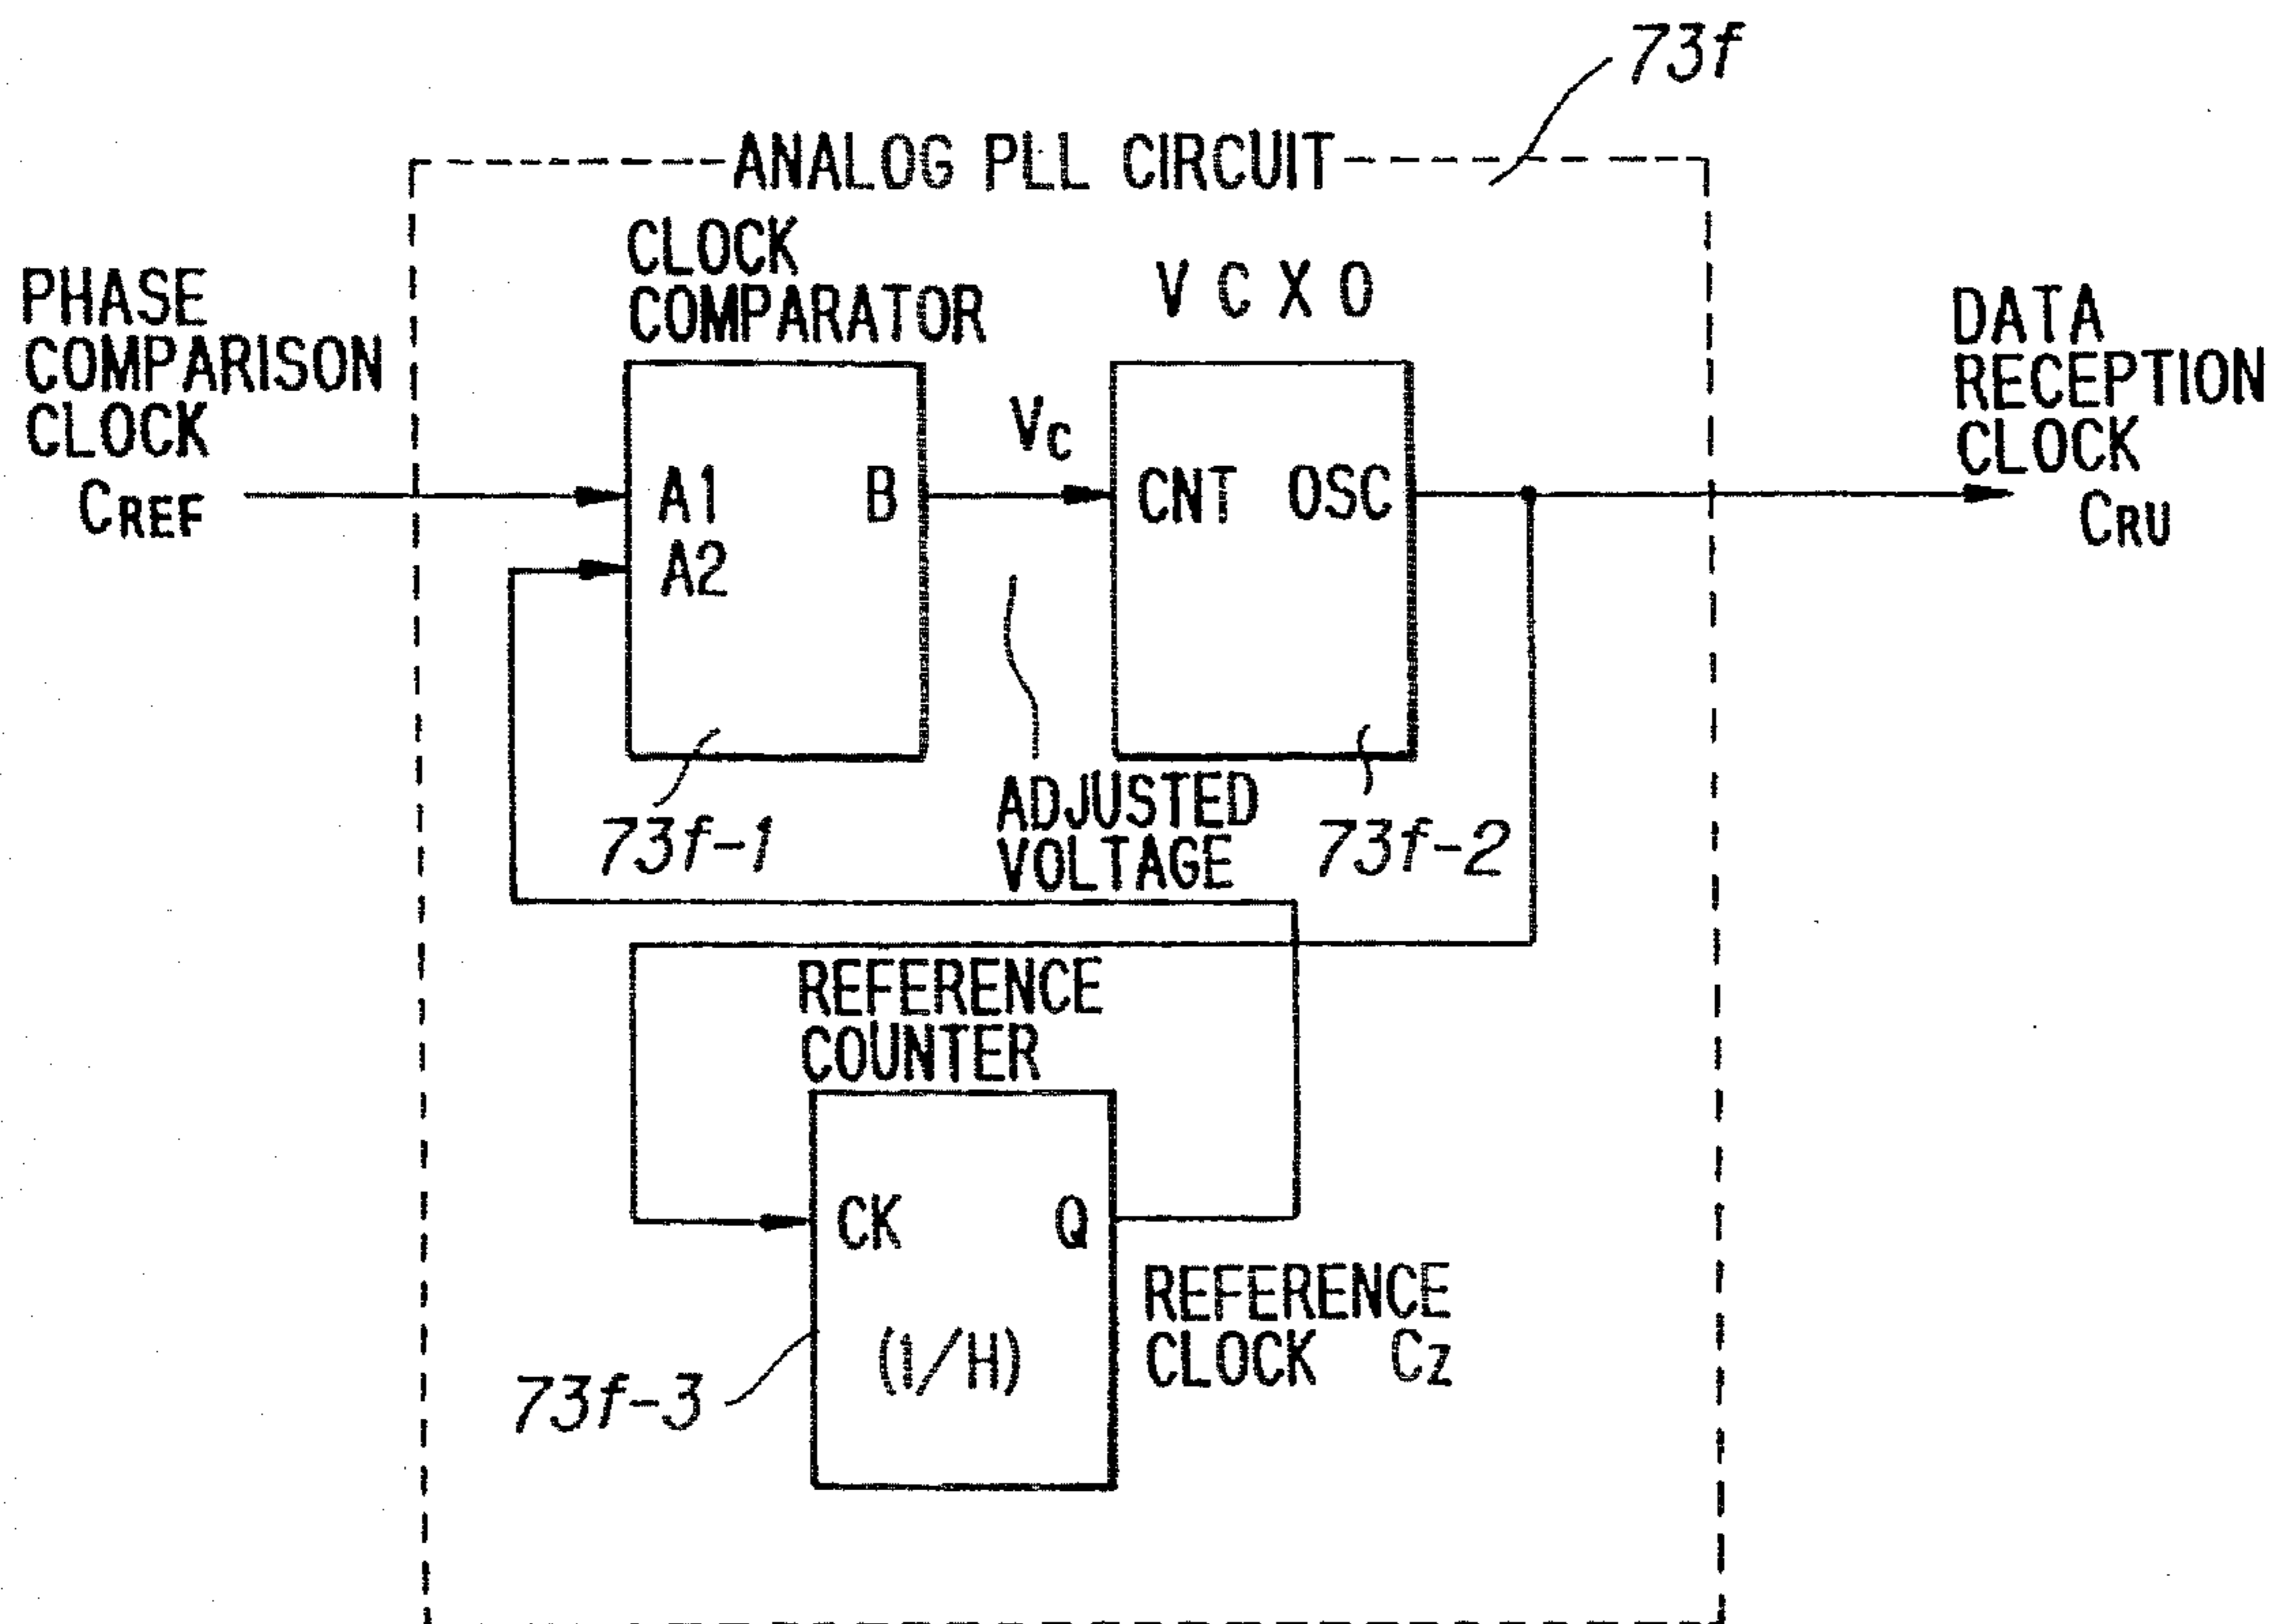 73f
ANALOG PLL CIRCUIT
PHASE
COMPARISON
CLOCK
CREF
CLOCK
COMPARATOR
V C X O
DATA
RECEPTION
CLOCK
CRU
VC
A1
B
A2
CNT
OSC
73f-1
ADJUSTED
VOLTAGE
73f-2
REFERENCE
COUNTER
CK
Q
(1/H)
REFERENCE
CLOCK CZ
73f-3